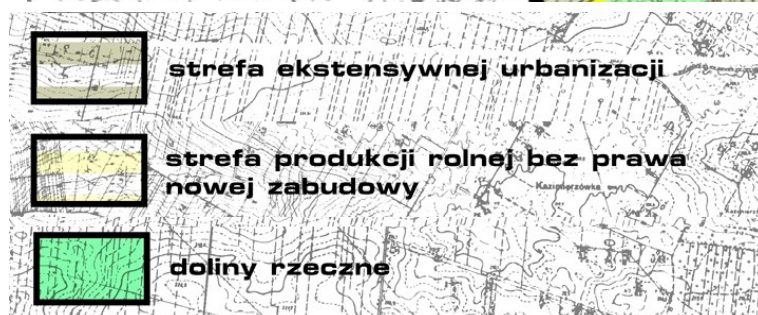 strefa ekstensywnej urbanizacji
strefa produkcji rolnej bez prawa
nowej zabudowy
Kazimierzówka
doliny rzeczne